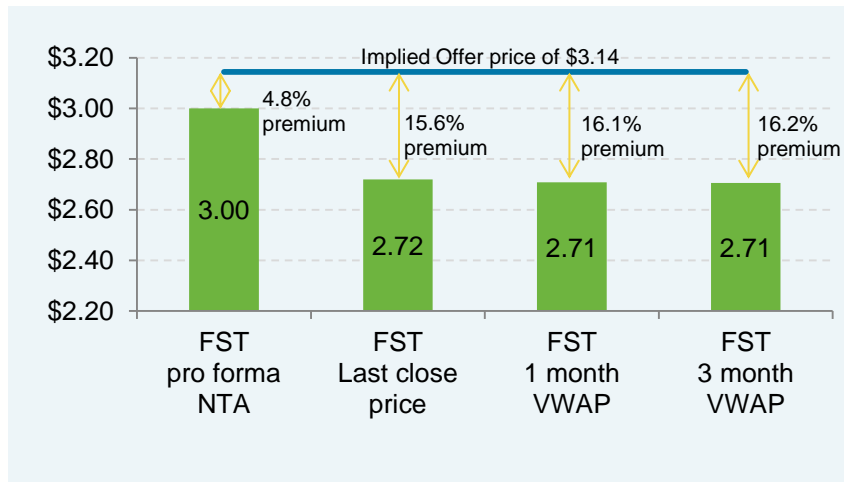 $3.20
Implied Offer price of $3.14
$3.00
4.8%
premium
15.6%
premium
16.1%
premium
16.2%
premium
$2.80
$2.60
3.00
2.72
2.71
2.71
$2.40
$2.20
FST
pro forma
NTA
FST
Last close
price
FST
1 month
VWAP
FST
3 month
VWAP